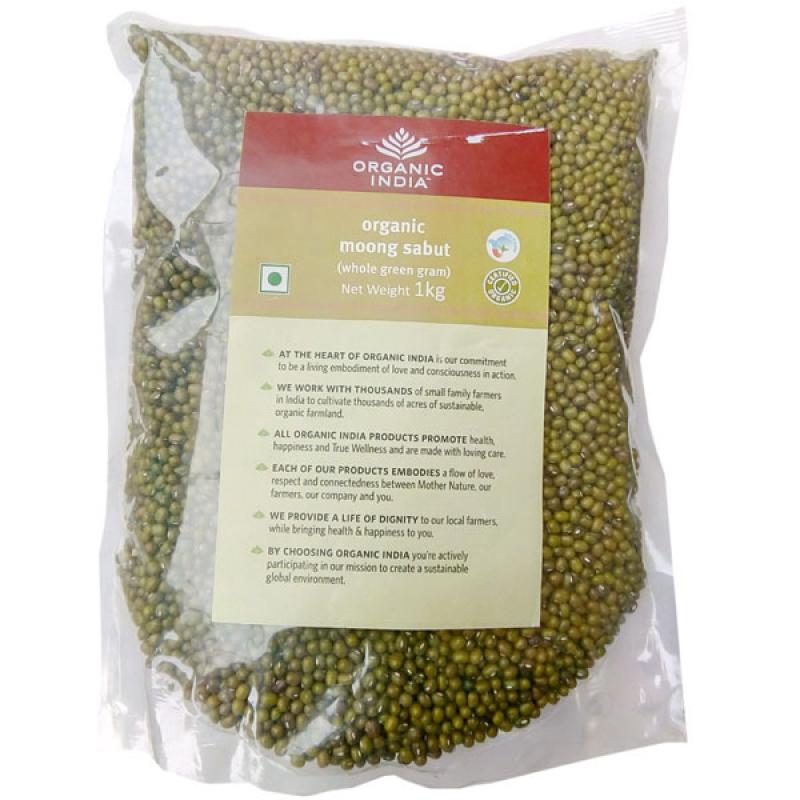 ORGANIC
INDIA
organic
moong sabut
(whole green gram)
Net Weight 1kg
CERTIFIED
ORGANIC
AT THE HEART OF ORGANIC INDIA is our commitment
to be a living embodiment of love and consciousness in action.
WE WORK WITH THOUSANDS of small family farmers
in India to cultivate thousands of acres of sustainable,
organic farmland.
ALL ORGANIC INDIA PRODUCTS PROMOTE health,
happiness and True Wellness and are made with loving care.
EACH OF OUR PRODUCTS EMBODIES a flow of love,
respect and connectedness between Mother Nature, our
farmers, our company and you.
WE PROVIDE A LIFE OF DIGNITY to our local farmers,
while bringing health & happiness to you.
BY CHOOSING ORGANIC INDIA you're actively
participating in our mission to create a sustainable
global environment.